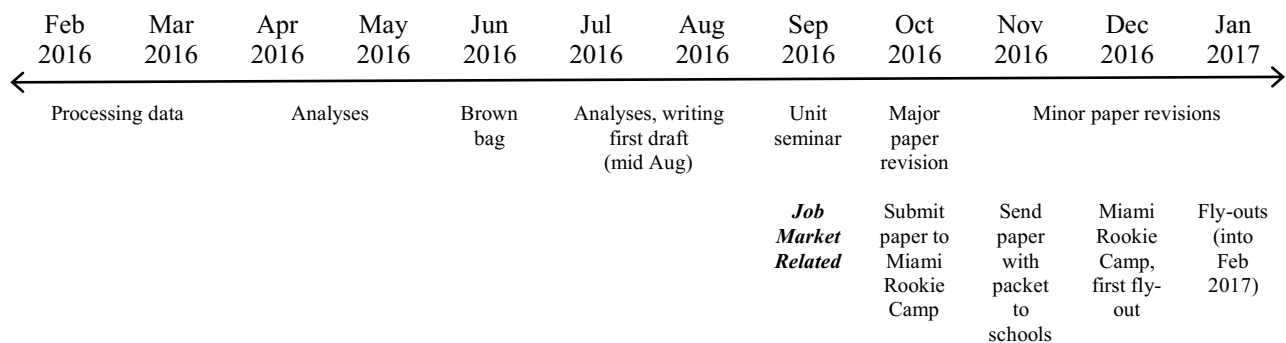 Feb Mar Apr May Jun Jul Aug Sep Oct Nov Dec Jan
2016 2016 2016 2016 2016 2016 2016 2016 2016 2016 2016 2017
Processing data Analyses Brown Analyses, writing Unit Major Minor paper revisions
bag first draft seminar paper
(mid Aug) revision
Job Submit Send Miami Fly-outs
Market paper to paper Rookie (into
Related Miami with Camp, Feb
Rookie packet first fly- 2017)
Camp to out
schools